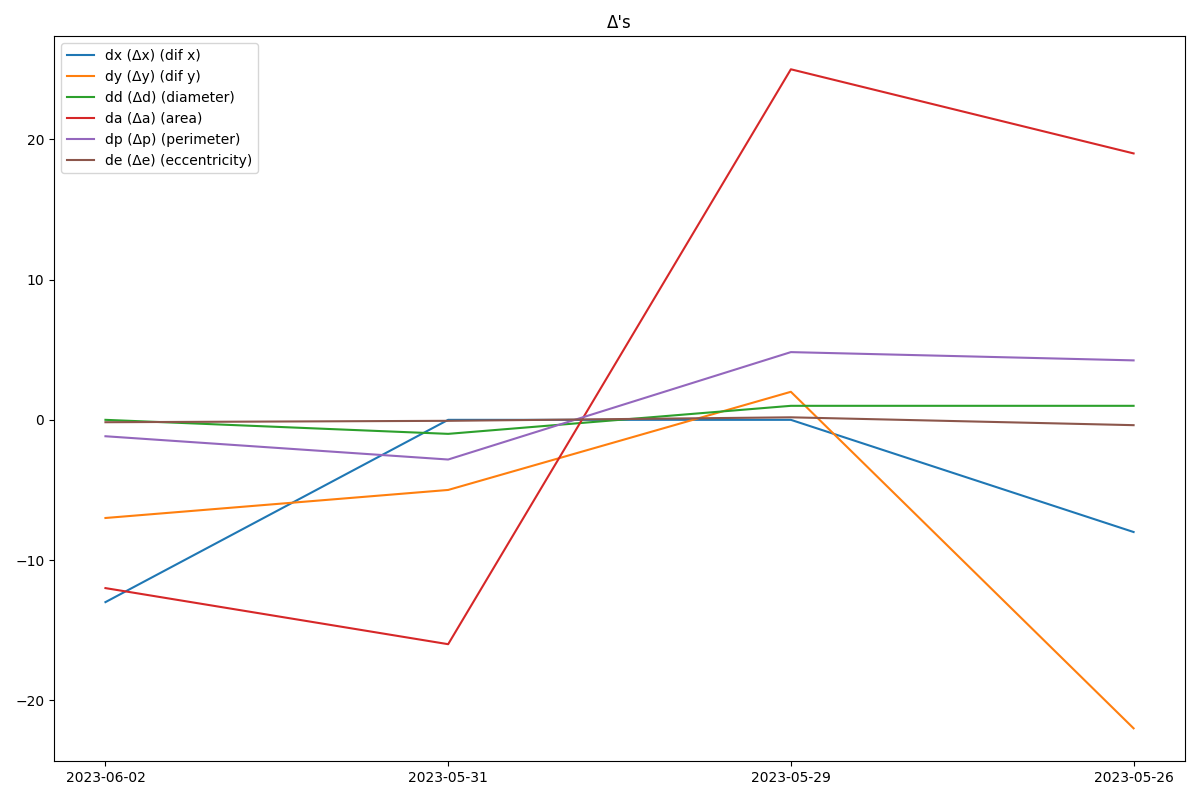 Δ's
dx (Δx) (dif x)
dy (Δy) (dif y)
dd (Δd) (diameter)
da (Δa) (area)
dp (Δp) (perimeter)
de (Δe) (eccentricity)
20
10
0
−10
−20
2023-06-02 2023-05-31 2023-05-29 2023-05-26